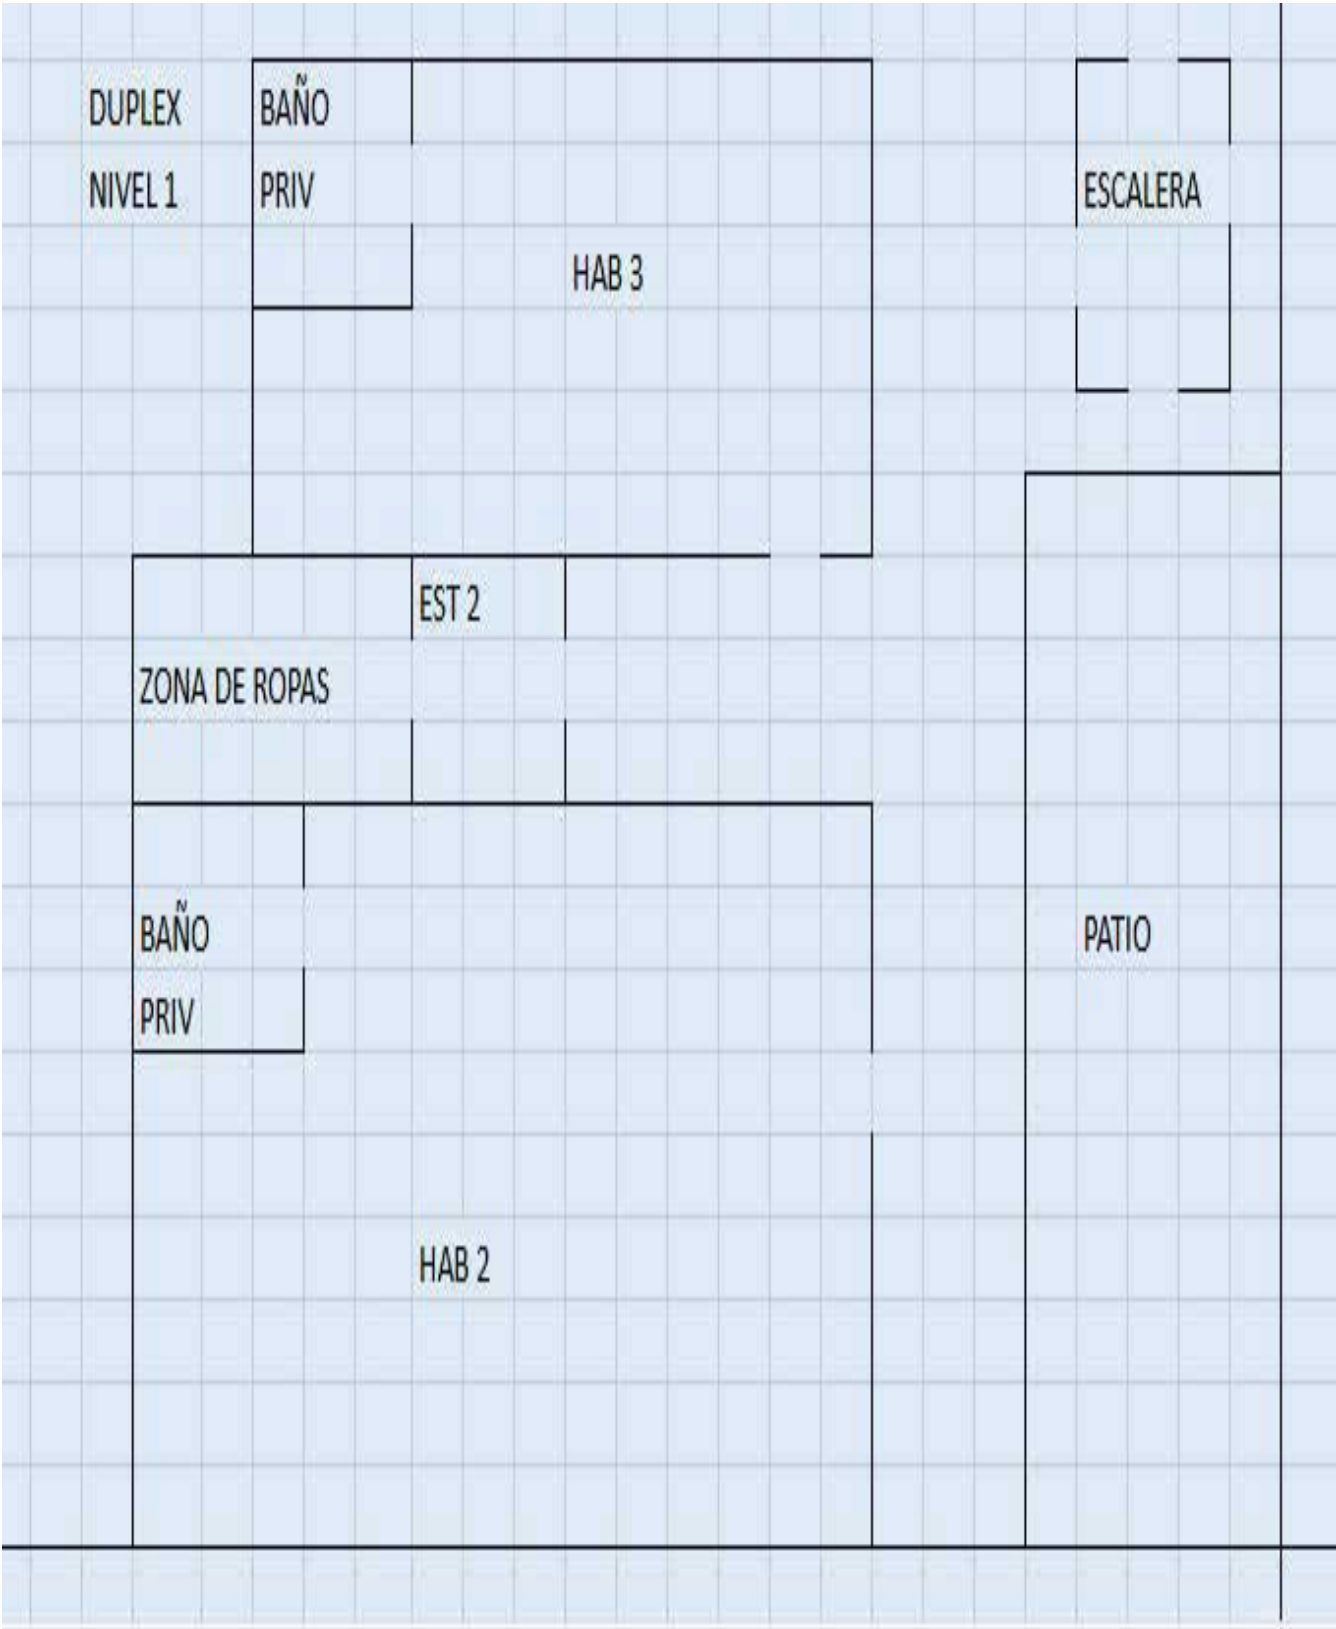 DUPLEX
NIVEL 1
BAÑO
PRIV
HAB 3
ESCALERA
EST 2
ZONA DE ROPAS
BAÑO
PRIV
PATIO
HAB 2